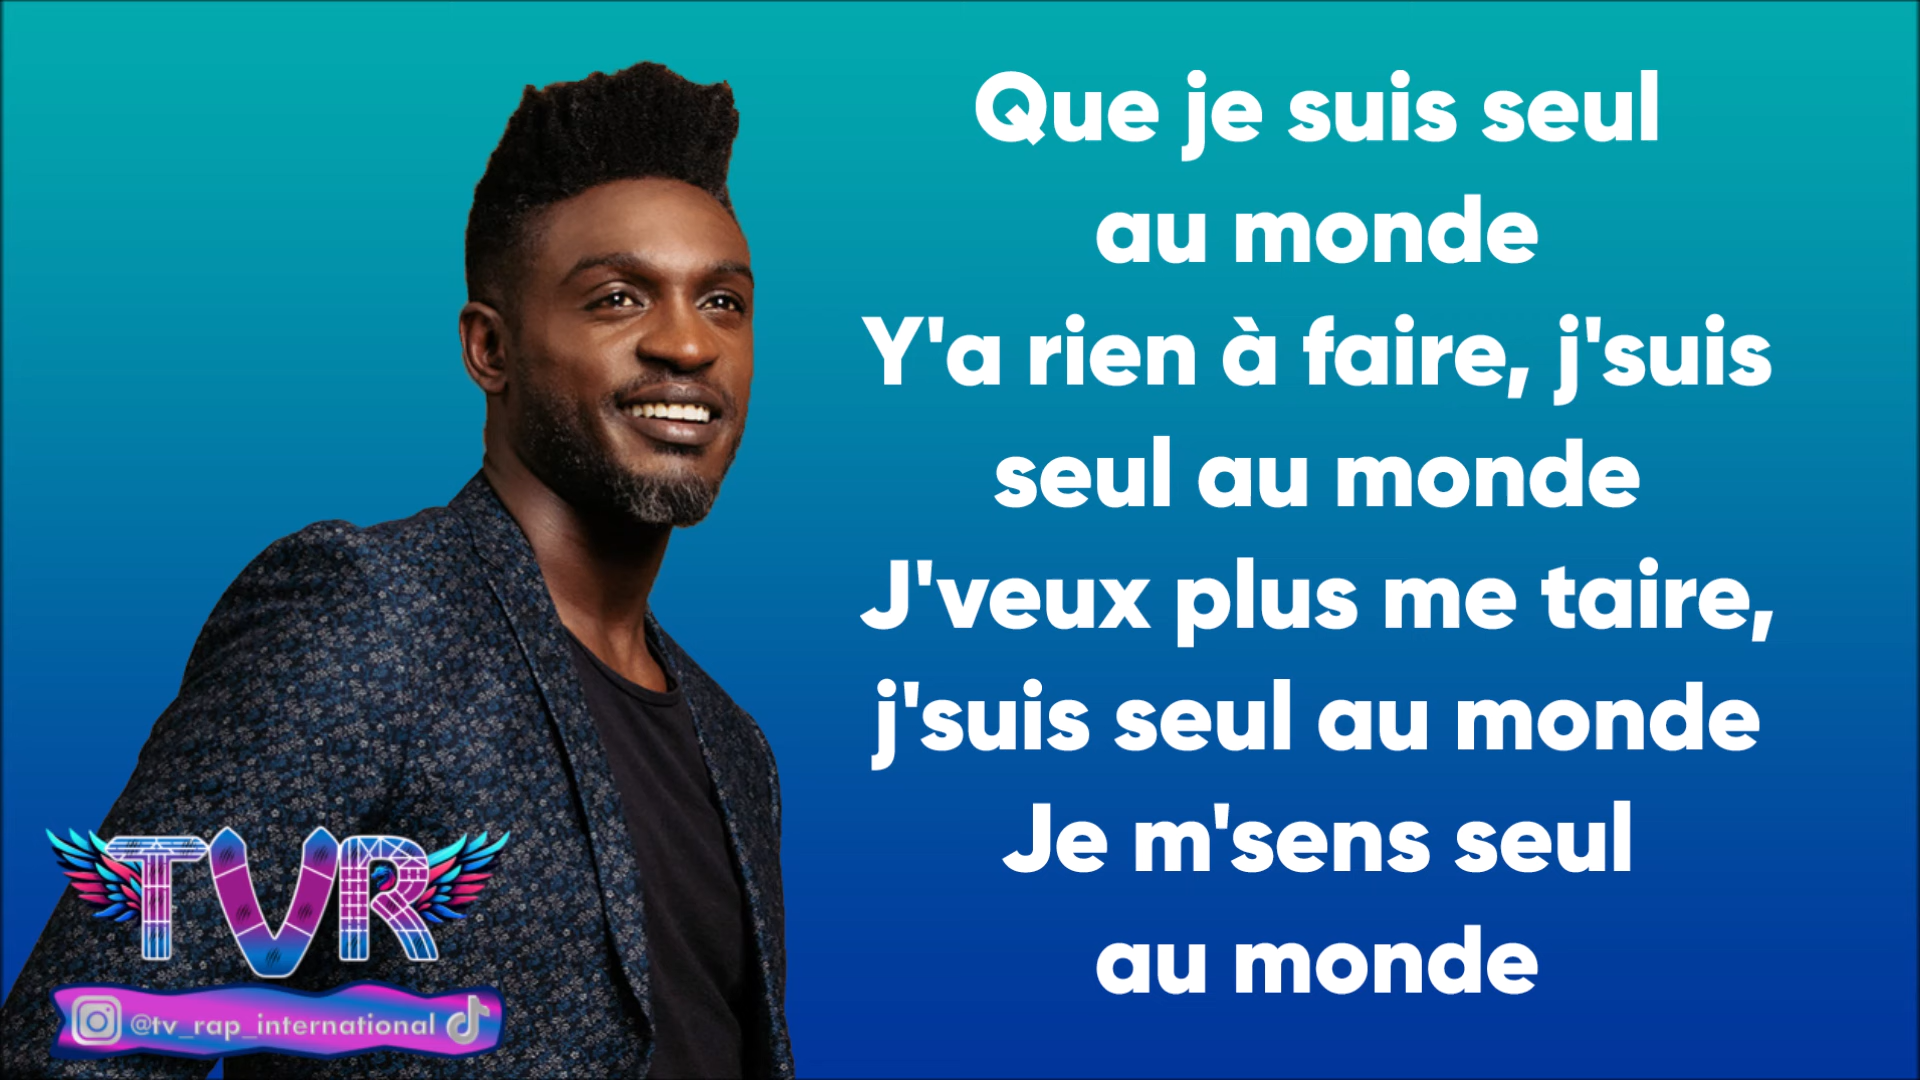 Que je suis seul
au monde
Y'a rien à faire, j'suis
seul au monde
J'veux plus me taire,
j'suis seul au monde
Je m'sens seul
au monde
TVR
@tv_rap_international